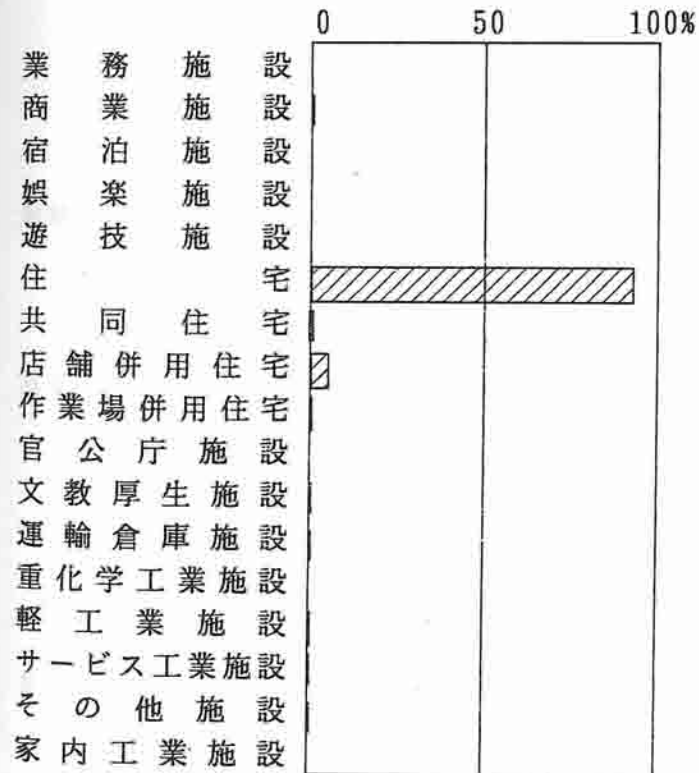 0 50 100%
業務施設
商業施設
宿泊施設
娯楽施設
遊技施設
住宅
共同住宅
店舗併用住宅
作業場併用住宅
官公庁施設
文教厚生施設
運輸倉庫施設
重化学工業施設
軽工業施設
サービス工業施設
その他施設
家内工業施設